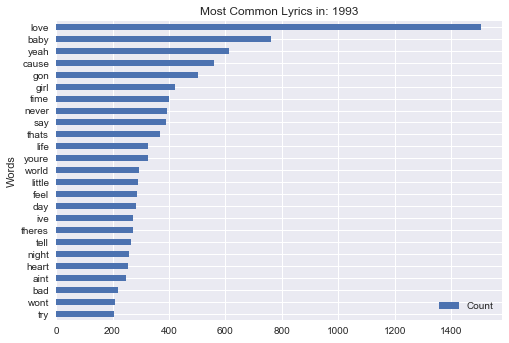 Most Common Lyrics in: 1993
love
baby
yeah
cause
gon
girl
time
never
say
thats
life
youre
world
little
feel
day
ive
theres
tell
night
heart
aint
bad
wont
try
Words
0 200 400 600 800 1000 1200 1400
Count